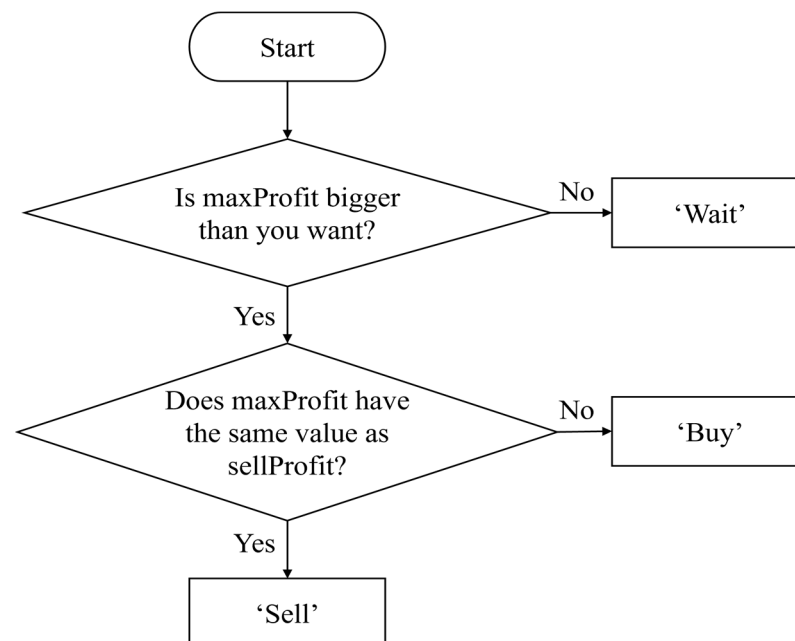 Start
Is maxProfit bigger
than you want?
No
‘Wait’
Yes
Does maxProfit have
the same value as
sellProfit?
No
‘Buy’
Yes
‘Sell’